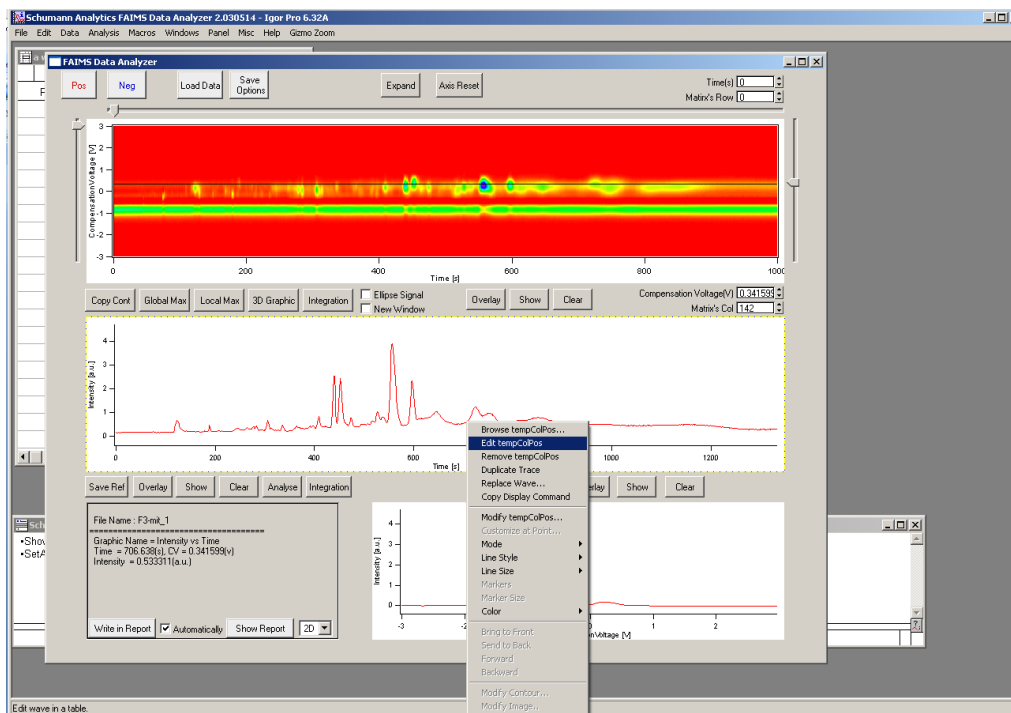 Schumann Analytics FAIMS Data Analyzer 2.030514 - Igor Pro 6.32A
File Edit Data Analysis Macros Windows Panel Misc Help Gizmo Zoom
FAIMS Data Analyzer
Pos Neg Load Data Save Options Expand Axis Reset
Time(s) 0
Matirx's Row 0
CompensationVoltage [V]
3
2
1
0
-1
-2
-3
0 200 400 600 800 1000
Time [s]
Copy Cont Global Max Local Max 3D Graphic Integration
Ellipse Signal
New Window
Overlay Show Clear
Compensation Voltage(V) 0.341599
Matrix's Col 142
Intensity [a.u.]
4
3
2
1
0
0 200 400 600 1000 1200
Time [s]
Browse tempColPos...
Edit tempColPos
Remove tempColPos
Duplicate Trace
Replace Wave...
Copy Display Command
Modify tempColPos...
Customize at Point...
Mode
Line Style
Line Size
Markers
Marker Size
Color
Bring to Front
Send to Back
Forward
Backward
Modify Contour...
Modify Image..
Save Ref Overlay Show Clear Analyse Integration
Show Clear
File Name : F3-mit_1
=====================================
Graphic Name = Intensity vs Time
Time = 706.638(s), CV = 0.341599(v)
Intensity = 0.533311(a.u.)
Write in Report Automatically Show Report 2D
Intensity [a.u.]
4
3
2
1
0
-3 0 1 2
Voltage [V]
•Shov
•SetA
Edit wave in a table.